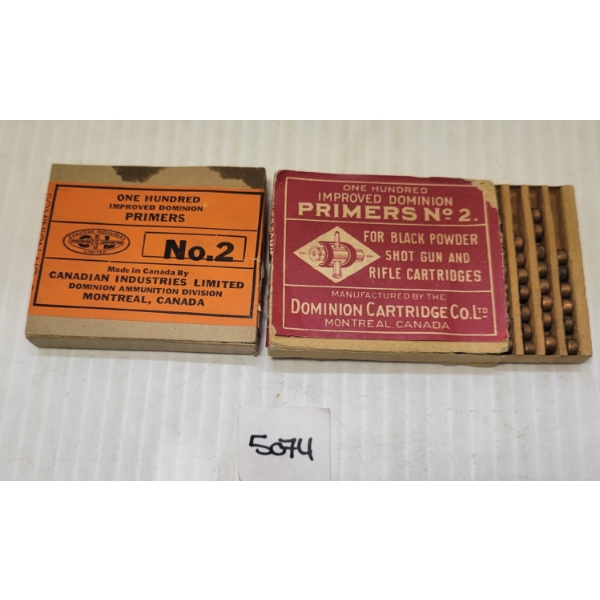 ONE HUNDRED
IMPROVED DOMINION
PRIMERS
No.2
Made in Canada By
CANADIAN INDUSTRIES LIMITED
DOMINION AMMUNITION DIVISION
MONTREAL, CANADA
ONE HUNDRED
IMPROVED DOMINION
PRIMERS Nº 2.
FOR BLACK POWDER
SHOT GUN AND
RIFLE CARTRIDGES
MANUFACTURED BY THE
DOMINION CARTRIDGE CO. LTD
MONTREAL CANADA
5074